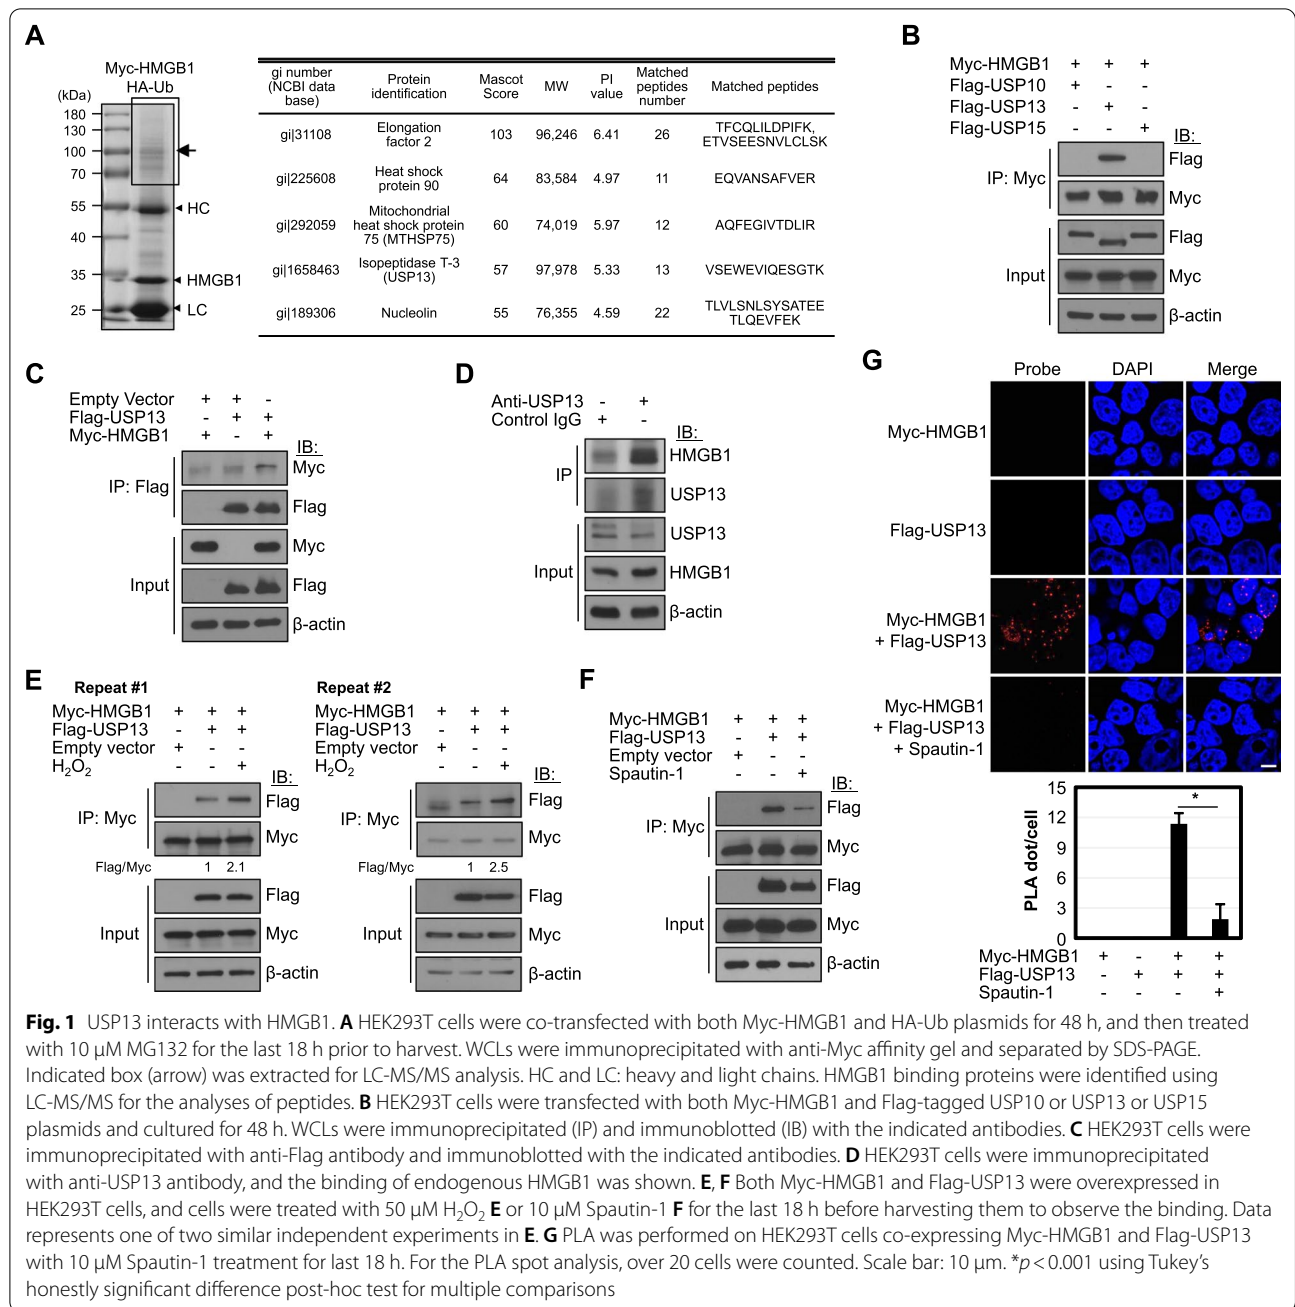 A
Myc-HMGB1
HA-Ub
(kDa)
180
130
100
70
55
40
35
25
HC
HMGB1
LC
gi number (NCBI data base) Protein identification Mascot Score MW PI value Matched peptides number Matched peptides
gi|31108 Elongation factor 2 103 96,246 6.41 26 TFCQLILDPIFK, ETVSEESNVLCLSK
gi|225608 Heat shock protein 90 64 83,584 4.97 11 EQVANSAFVER
gi|292059 Mitochondrial heat shock protein 75 (MTHSP75) 60 74,019 5.97 12 AQFEGIVTDLIR
gi|1658463 Isopeptidase T-3 (USP13) 57 97,978 5.33 13 VSEWEVIQESGTK
gi|189306 Nucleolin 55 76,355 4.59 22 TLVLSNLSYSATEE TLQEVFEK
B
Myc-HMGB1 + + +
Flag-USP10 + - -
Flag-USP13 - + -
Flag-USP15 - - +
IB:
IP: Myc
Flag
Myc
Input
Flag
Myc
β-actin
C
Empty Vector + + -
Flag-USP13 - + +
Myc-HMGB1 + - +
IB:
IP: Flag
Myc
Flag
Input
Myc
Flag
β-actin
D
Anti-USP13 - +
Control IgG + -
IB:
IP
HMGB1
USP13
Input
USP13
HMGB1
β-actin
E
Repeat #1
Myc-HMGB1 + + +
Flag-USP13 - + +
Empty vector + - -
H₂O₂ - - +
IB:
IP: Myc
Flag
Myc
Flag/Myc 1 2.1
Input
Flag
Myc
β-actin
Repeat #2
Myc-HMGB1 + + +
Flag-USP13 - + +
Empty vector + - -
H₂O₂ - - +
IB:
IP: Myc
Flag
Myc
Flag/Myc 1 2.5
Input
Flag
Myc
β-actin
F
Myc-HMGB1 + + +
Flag-USP13 - + +
Empty vector + - -
Spautin-1 - - +
IB:
IP: Myc
Flag
Myc
Input
Flag
Myc
β-actin
G
Probe DAPI Merge
Myc-HMGB1
Flag-USP13
Myc-HMGB1
+ Flag-USP13
Myc-HMGB1
+ Flag-USP13
+ Spautin-1
PLA dot/cell
15
12
9
6
3
0
*
Myc-HMGB1 + - + +
Flag-USP13 - + + +
Spautin-1 - - - +
Fig. 1 USP13 interacts with HMGB1. A HEK293T cells were co-transfected with both Myc-HMGB1 and HA-Ub plasmids for 48 h, and then treated
with 10 µM MG132 for the last 18 h prior to harvest. WCLs were immunoprecipitated with anti-Myc affinity gel and separated by SDS-PAGE.
Indicated box (arrow) was extracted for LC-MS/MS analysis. HC and LC: heavy and light chains. HMGB1 binding proteins were identified using
LC-MS/MS for the analyses of peptides. B HEK293T cells were transfected with both Myc-HMGB1 and Flag-tagged USP10 or USP13 or USP15
plasmids and cultured for 48 h. WCLs were immunoprecipitated (IP) and immunoblotted (IB) with the indicated antibodies. C HEK293T cells were
immunoprecipitated with anti-Flag antibody and immunoblotted with the indicated antibodies. D HEK293T cells were immunoprecipitated
with anti-USP13 antibody, and the binding of endogenous HMGB1 was shown. E, F Both Myc-HMGB1 and Flag-USP13 were overexpressed in
HEK293T cells, and cells were treated with 50 µM H₂O₂ E or 10 µM Spautin-1 F for the last 18 h before harvesting them to observe the binding. Data
represents one of two similar independent experiments in E. G PLA was performed on HEK293T cells co-expressing Myc-HMGB1 and Flag-USP13
with 10 µM Spautin-1 treatment for last 18 h. For the PLA spot analysis, over 20 cells were counted. Scale bar: 10 µm. *p < 0.001 using Tukey's
honestly significant difference post-hoc test for multiple comparisons